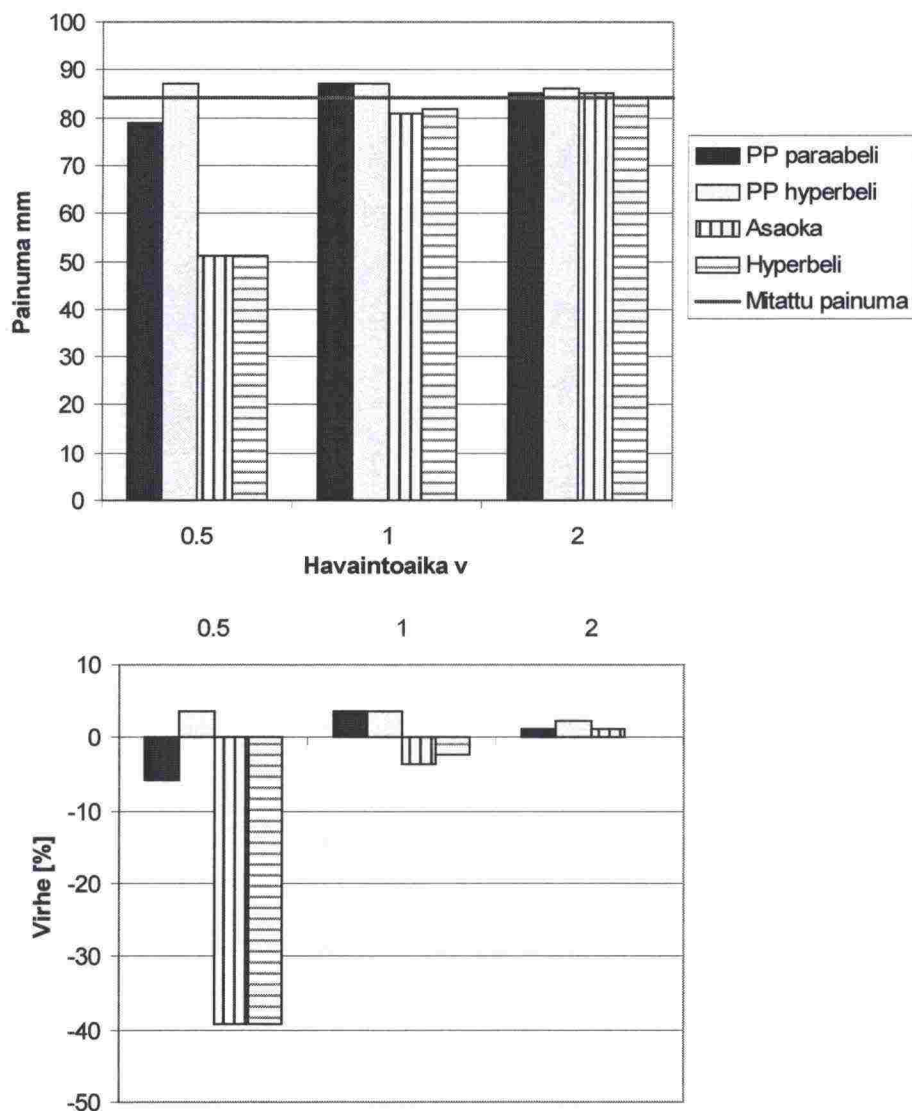 100
90
80
70
60
50
40
30
20
10
0
Painuma mm
0.5 1 2
Havaintoaika v
PP paraabeli
PP hyperbeli
Asaoka
Hyperbeli
Mitattu painuma
0.5 1 2
10
0
-10
-20
-30
-40
-50
Virhe [%]